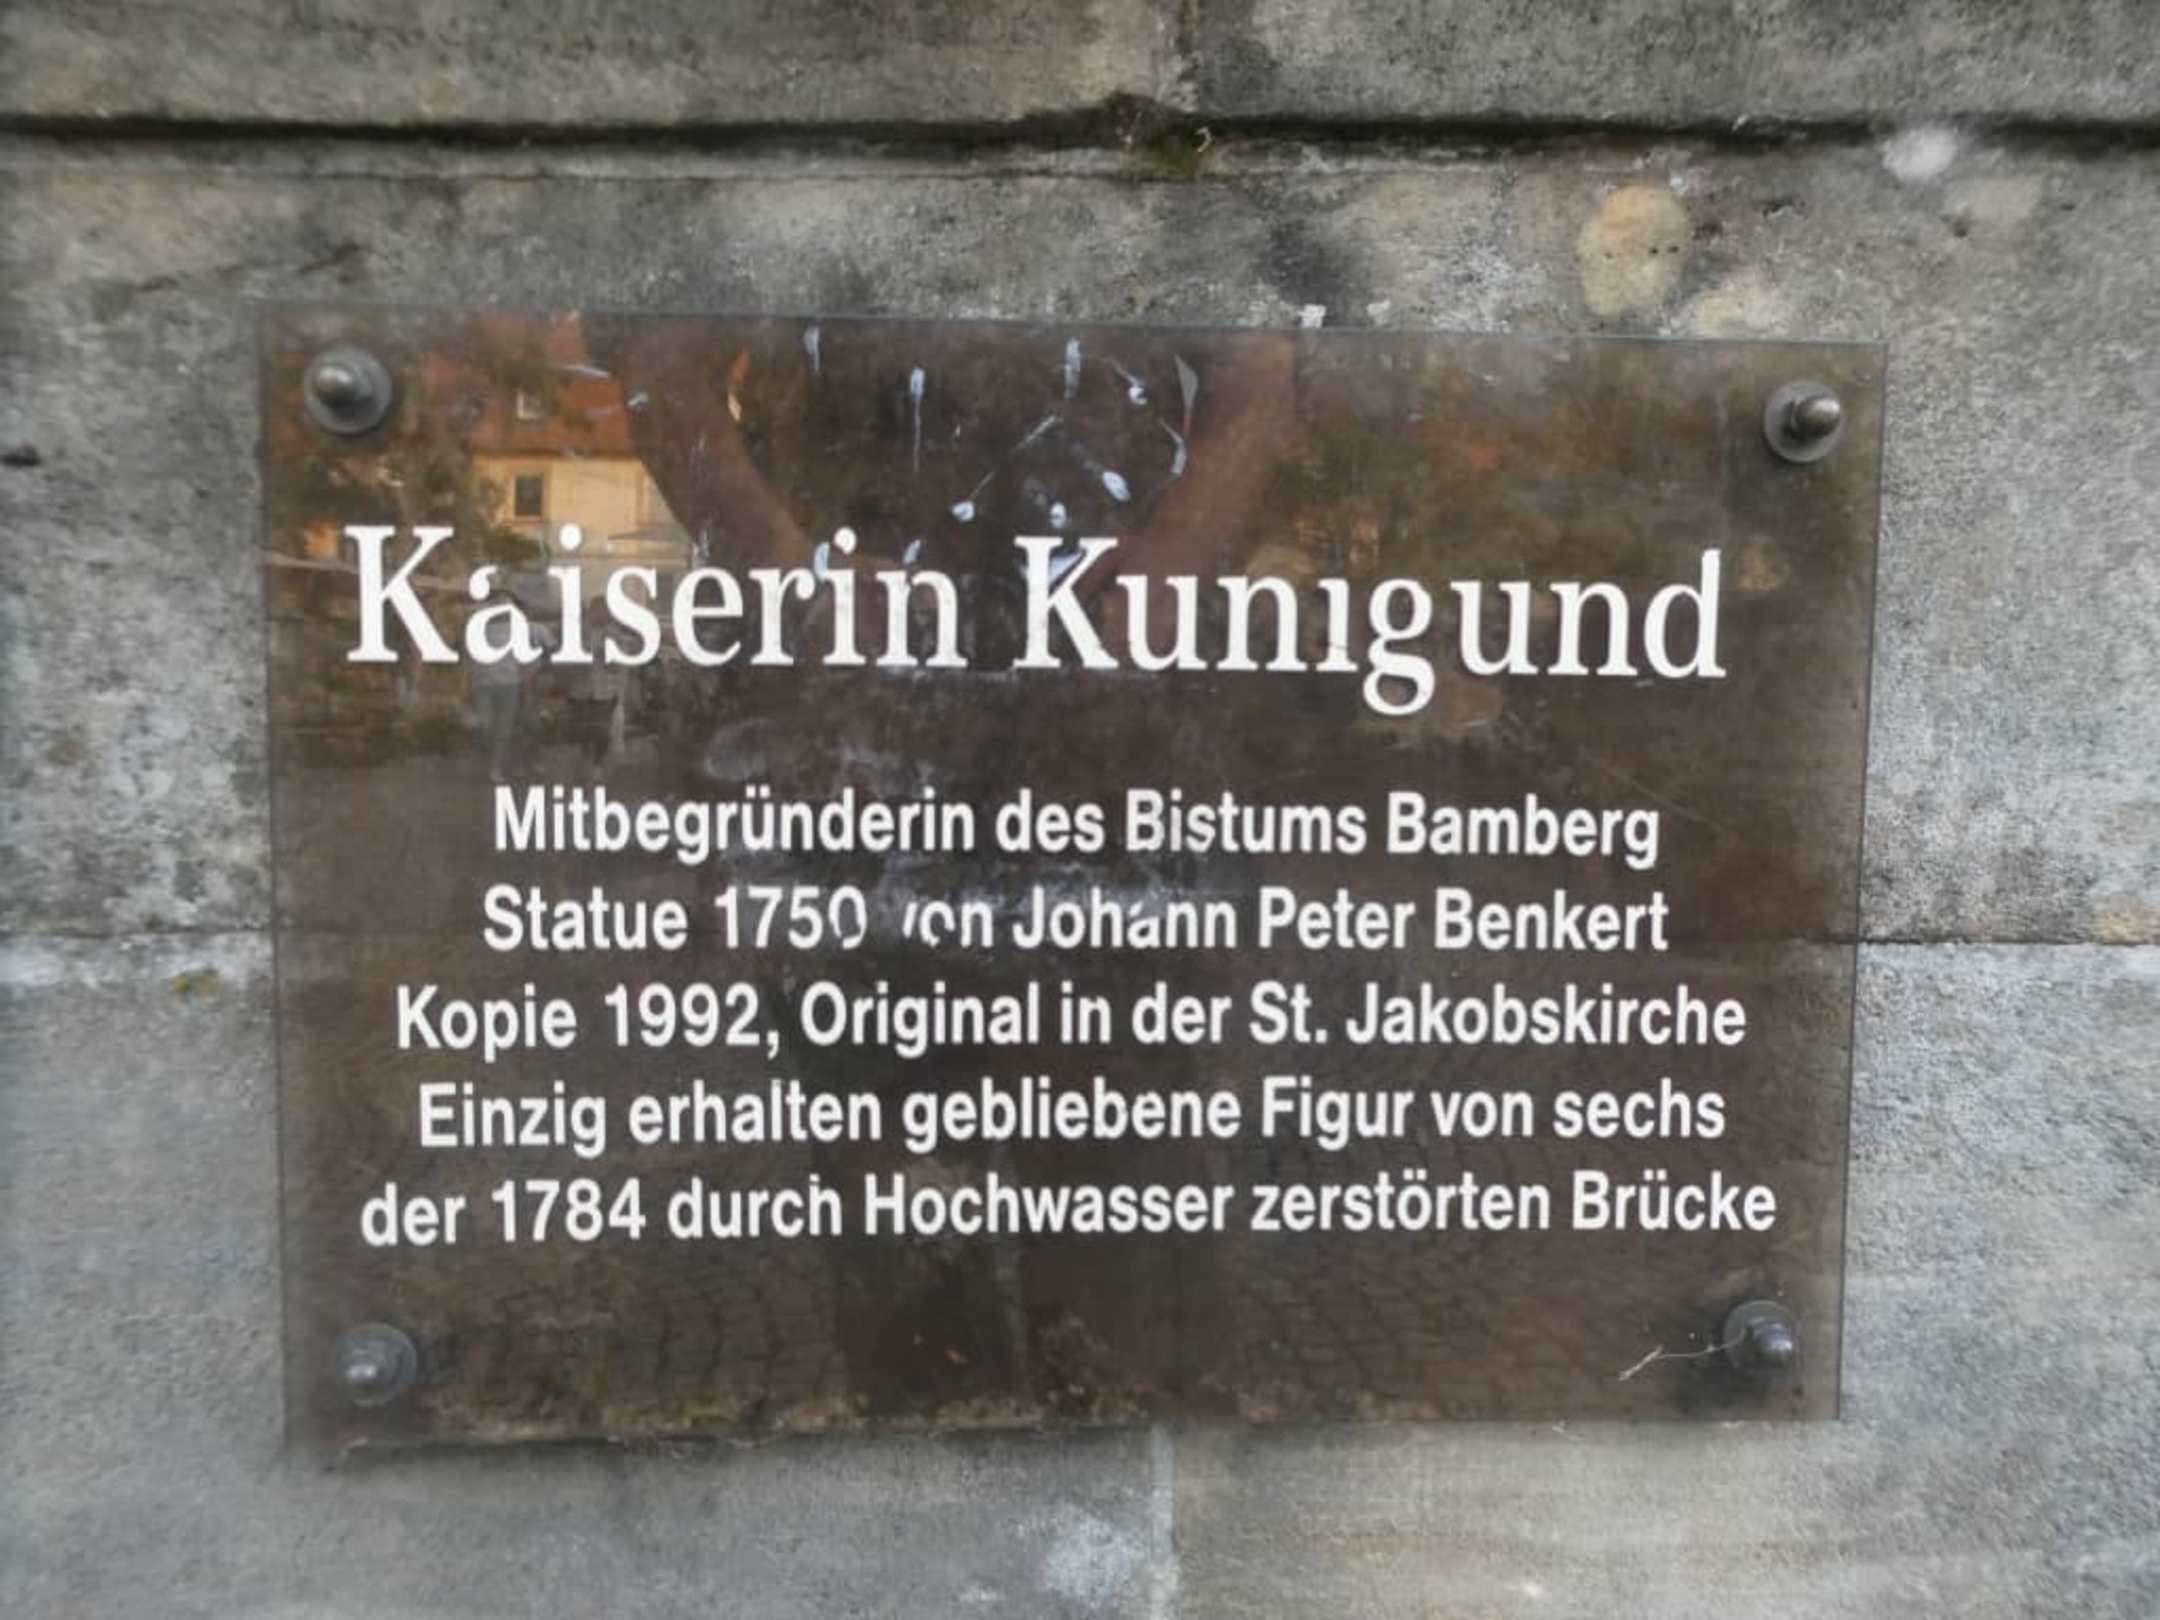 Kaiserin Kunigund
Mitbegründerin des Bistums Bamberg
Statue 1750 von Johann Peter Benkert
Kopie 1992, Original in der St. Jakobskirche
Einzig erhalten gebliebene Figur von sechs
der 1784 durch Hochwasser zerstörten Brücke